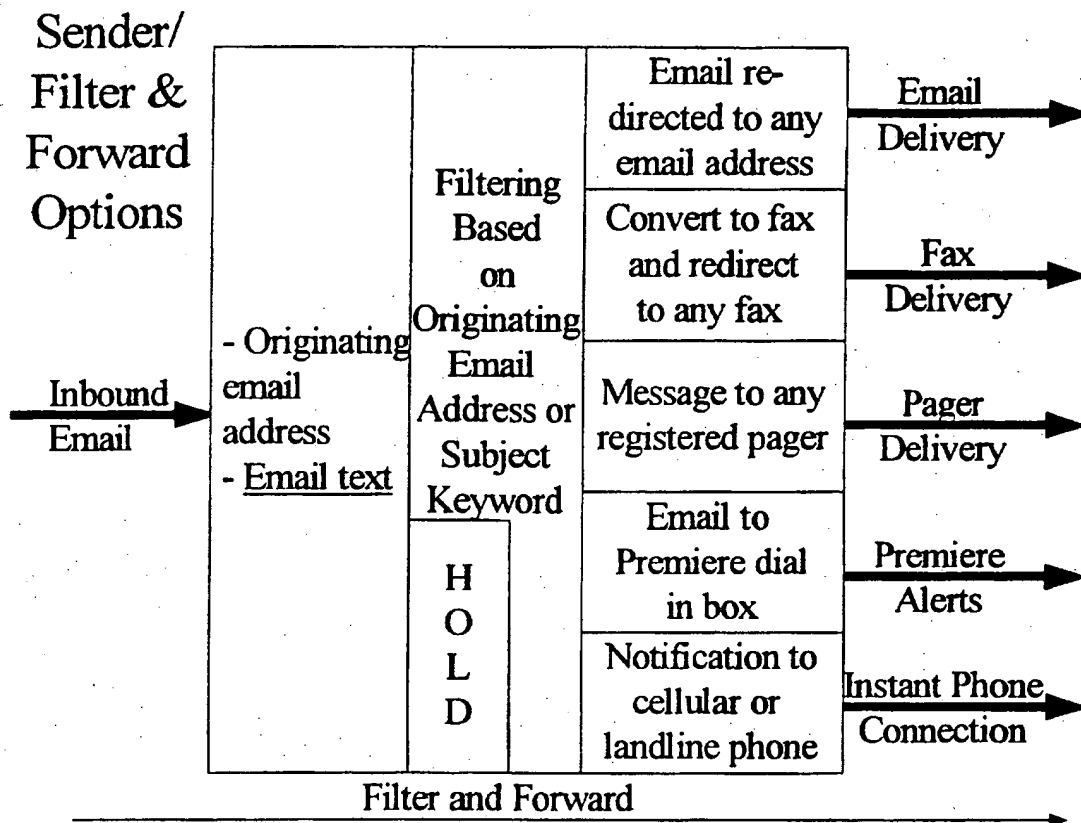 Sender/
Filter &
Forward
Options
Inbound
Email
- Originating
email
address
- Email text
Filtering
Based
on
Originating
Email
Address or
Subject
Keyword
H
O
L
D
Email re-
directed to any
email address
Convert to fax
and redirect
to any fax
Message to any
registered pager
Email to
Premiere dial
in box
Notification to
cellular or
landline phone
Email
Delivery
Fax
Delivery
Pager
Delivery
Premiere
Alerts
Instant Phone
Connection
Filter and Forward